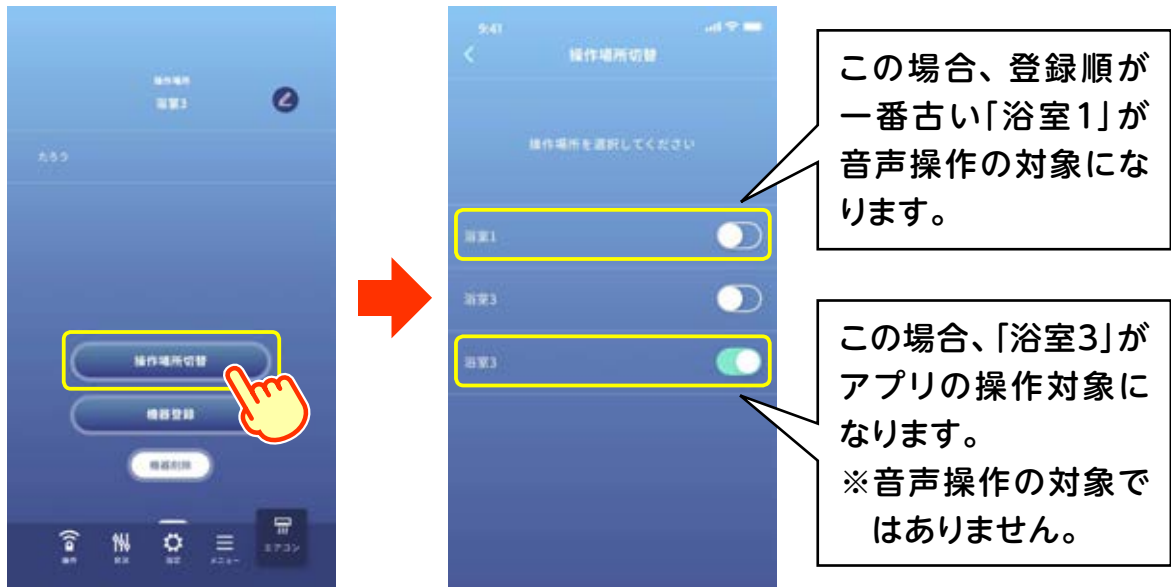 操作場所
浴室3
たろう
操作場所切替
機器登録
機器削除
操作
設定
メニュー
エアコン
9:41
操作場所切替
操作場所を選択してください
浴室1
浴室3
浴室3
この場合、登録順が
一番古い「浴室1」が
音声操作の対象にな
ります。
この場合、「浴室3」が
アプリの操作対象に
なります。
※音声操作の対象で
はありません。